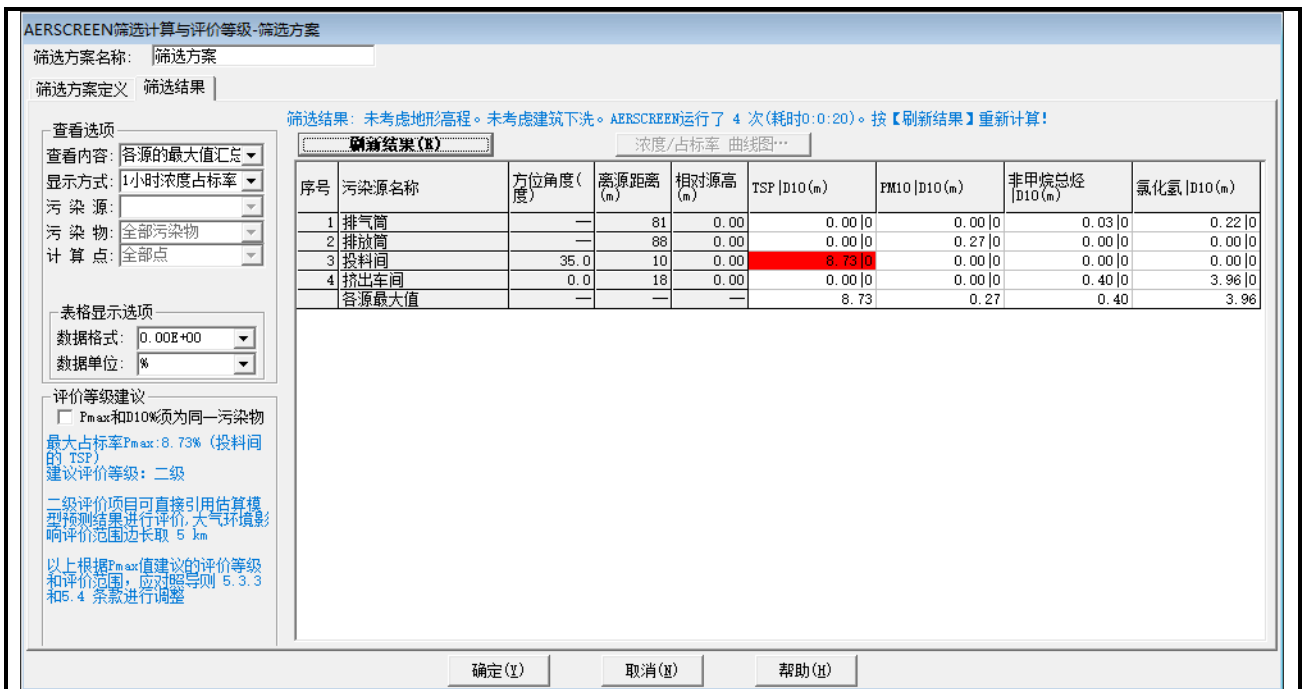 AERSCREEN筛选计算与评价等级-筛选方案
筛选方案名称: 筛选方案
筛选方案定义 筛选结果
筛选结果: 未考虑地形高程。未考虑建筑下洗。AERSCREEN运行了 4 次(耗时0:0:20)。按【刷新结果】重新计算!
刷新结果(R) 浓度/占标率 曲线图…
查看选项
查看内容: 各源的最大值汇总
显示方式: 1小时浓度占标率
污 染 源:
污 染 物: 全部污染物
计 算 点: 全部点
表格显示选项
数据格式: 0.00E+00
数据单位: %
评价等级建议
Pmax和D10%须为同一污染物
最大占标率Pmax:8.73% (投料间
的 TSP)
建议评价等级: 二级
二级评价项目可直接引用估算模
型预测结果进行评价,大气环境影
响评价范围边长取 5 km
以上根据Pmax值建议的评价等级
和评价范围, 应对照导则 5.3.3
和5.4 条款进行调整
序号 污染源名称 方位角度(度) 离源距离(m) 相对源高(m) TSP|D10(m) PM10|D10(m) 非甲烷总烃|D10(m) 氯化氢|D10(m)
1 排气筒 — 81 0.00 0.00|0 0.00|0 0.03|0 0.22|0
2 排放筒 — 88 0.00 0.00|0 0.27|0 0.00|0 0.00|0
3 投料间 35.0 10 0.00 8.73|0 0.00|0 0.00|0 0.00|0
4 挤出车间 0.0 18 0.00 0.00|0 0.00|0 0.40|0 3.96|0
各源最大值 — — — 8.73 0.27 0.40 3.96
确定(Y) 取消(N) 帮助(H)